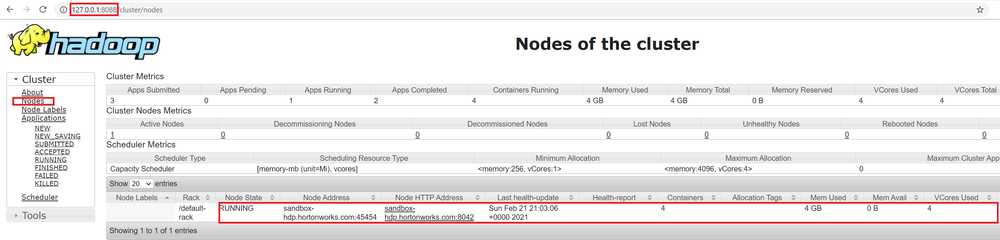 127.0.0.1:8088/cluster/nodes
hadoop
Nodes of the cluster
Cluster
About
Nodes
Node Labels
Applications
NEW
NEW_SAVING
SUBMITTED
ACCEPTED
RUNNING
FINISHED
FAILED
KILLED
Scheduler
Tools
Cluster Metrics
Apps Submitted Apps Pending Apps Running Apps Completed Containers Running Memory Used Memory Total Memory Reserved VCores Used VCores Total
3 0 1 2 4 4 GB 4 GB 0 B 4 4
Cluster Nodes Metrics
Active Nodes Decommissioning Nodes Decommissioned Nodes Lost Nodes Unhealthy Nodes Rebooted Nodes
1 0 0 0 0 0 0
Scheduler Metrics
Scheduler Type Scheduling Resource Type Minimum Allocation Maximum Allocation Maximum Cluster App
Capacity Scheduler [memory-mb (unit=Mi), vcores] <memory:256, vCores:1> <memory:4096, vCores:4> 0
Show 20 entries
Node Labels Rack Node State Node Address Node HTTP Address Last health-update Health-report Containers Allocation Tags Mem Used Mem Avail VCores Used
/default- RUNNING sandbox- sandbox- Sun Feb 21 21:03:06 4 4 GB 0 B 4
rack hdp.hortonworks.com:45454 hdp.hortonworks.com:8042 +0000 2021
Showing 1 to 1 of 1 entries